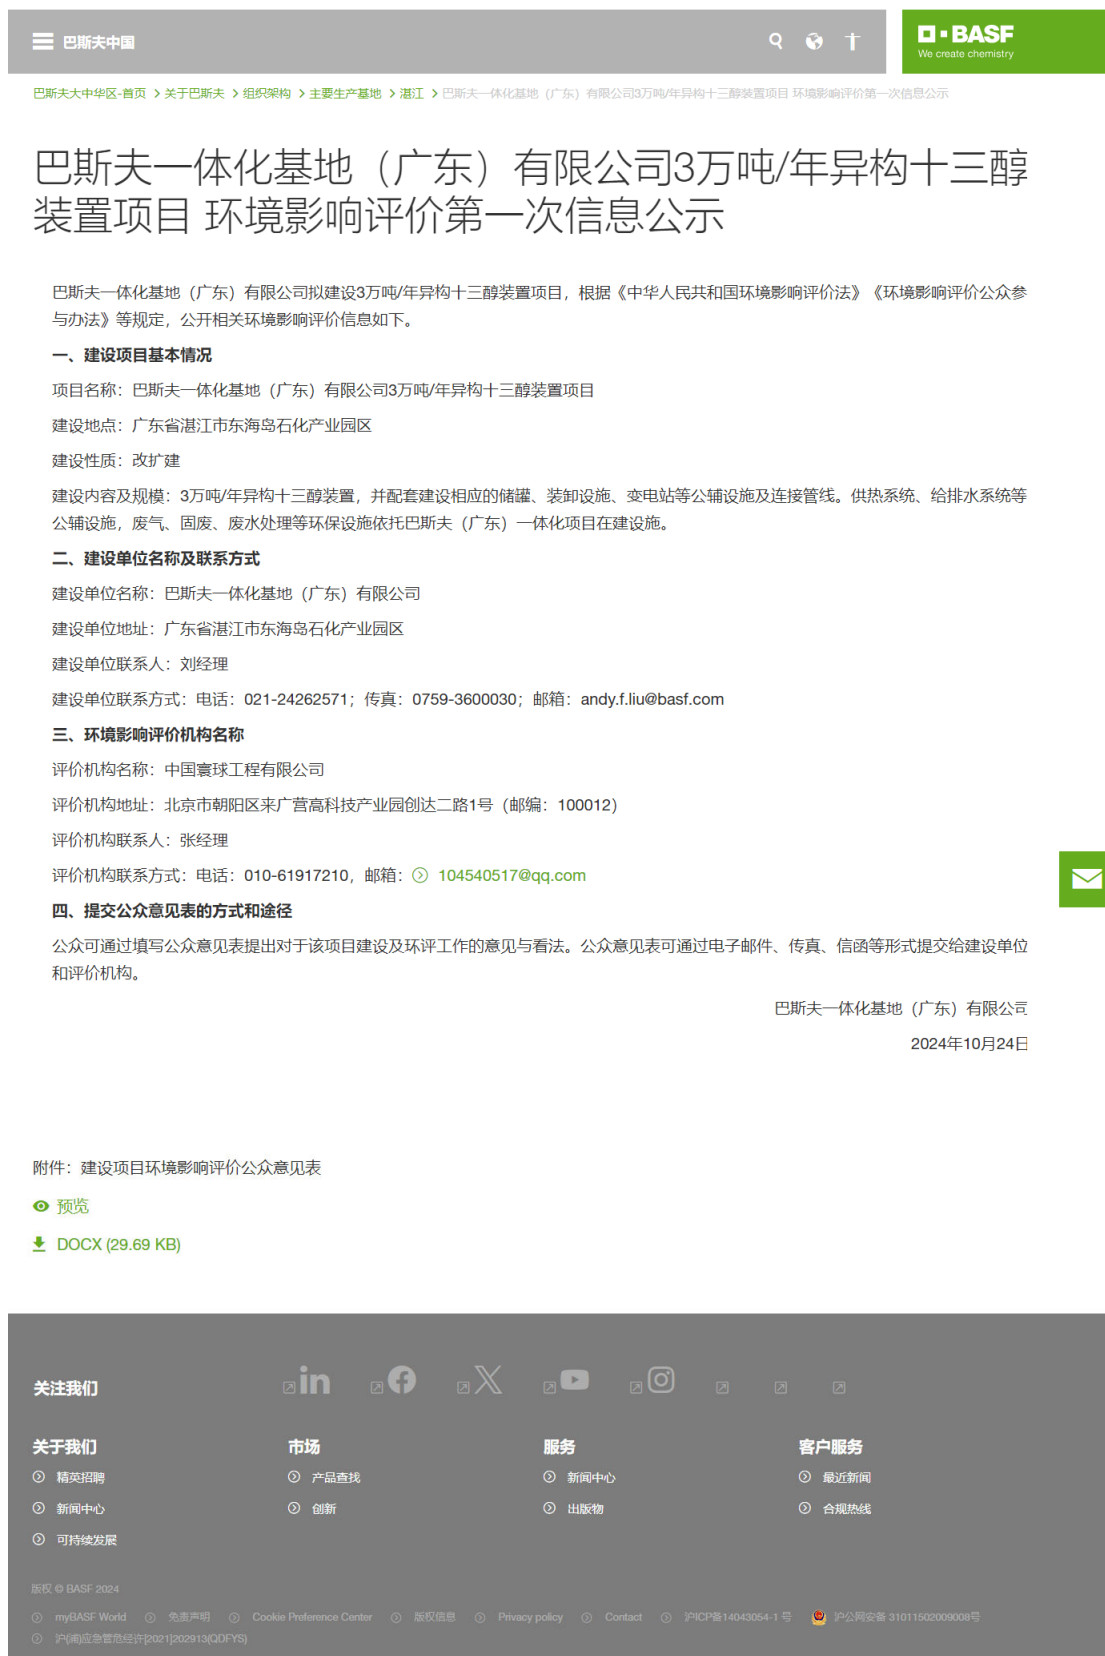 巴斯夫中国
BASF
We create chemistry
巴斯夫大中华区-首页 > 关于巴斯夫 > 组织架构 > 主要生产基地 > 湛江 > 巴斯夫一体化基地（广东）有限公司3万吨/年异构十三醇装置项目 环境影响评价第一次信息公示
巴斯夫一体化基地（广东）有限公司3万吨/年异构十三醇
装置项目 环境影响评价第一次信息公示
巴斯夫一体化基地（广东）有限公司拟建设3万吨/年异构十三醇装置项目，根据《中华人民共和国环境影响评价法》《环境影响评价公众参
与办法》等规定，公开相关环境影响评价信息如下。
一、建设项目基本情况
项目名称：巴斯夫一体化基地（广东）有限公司3万吨/年异构十三醇装置项目
建设地点：广东省湛江市东海岛石化产业园区
建设性质：改扩建
建设内容及规模：3万吨/年异构十三醇装置，并配套建设相应的储罐、装卸设施、变电站等公辅设施及连接管线。供热系统、给排水系统等
公辅设施，废气、固废、废水处理等环保设施依托巴斯夫（广东）一体化项目在建设施。
二、建设单位名称及联系方式
建设单位名称：巴斯夫一体化基地（广东）有限公司
建设单位地址：广东省湛江市东海岛石化产业园区
建设单位联系人：刘经理
建设单位联系方式：电话：021-24262571；传真：0759-3600030；邮箱：andy.f.liu@basf.com
三、环境影响评价机构名称
评价机构名称：中国寰球工程有限公司
评价机构地址：北京市朝阳区来广营高科技产业园创达二路1号（邮编：100012）
评价机构联系人：张经理
评价机构联系方式：电话：010-61917210，邮箱： 104540517@qq.com
四、提交公众意见表的方式和途径
公众可通过填写公众意见表提出对于该项目建设及环评工作的意见与看法。公众意见表可通过电子邮件、传真、信函等形式提交给建设单位
和评价机构。
巴斯夫一体化基地（广东）有限公司
2024年10月24日
附件：建设项目环境影响评价公众意见表
预览
DOCX (29.69 KB)
关注我们
关于我们 市场 服务 客户服务
精英招聘 产品查找 新闻中心 最近新闻
新闻中心 创新 出版物 合规热线
可持续发展
版权 © BASF 2024
myBASF World 免责声明 Cookie Preference Center 版权信息 Privacy policy Contact 沪ICP备14043054-1 号 沪公网安备 31011502009008号
沪(浦)应急管危经许[2021]202913(QDFYS)